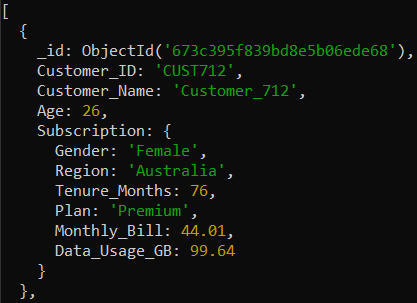 [
  {
    _id: ObjectId('673c395f839bd8e5b06ede68'),
    Customer_ID: 'CUST712',
    Customer_Name: 'Customer_712',
    Age: 26,
    Subscription: {
      Gender: 'Female',
      Region: 'Australia',
      Tenure_Months: 76,
      Plan: 'Premium',
      Monthly_Bill: 44.01,
      Data_Usage_GB: 99.64
    }
  },